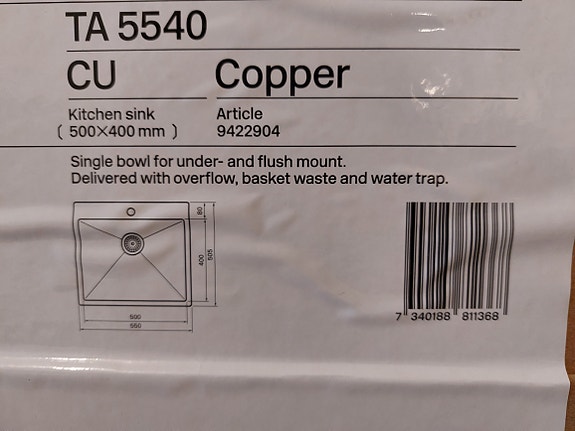 TA 5540
CU Copper
Kitchen sink Article
( 500×400 mm ) 9422904
Single bowl for under- and flush mount.
Delivered with overflow, basket waste and water trap.
80
400
505
500
550
7 340188 811368